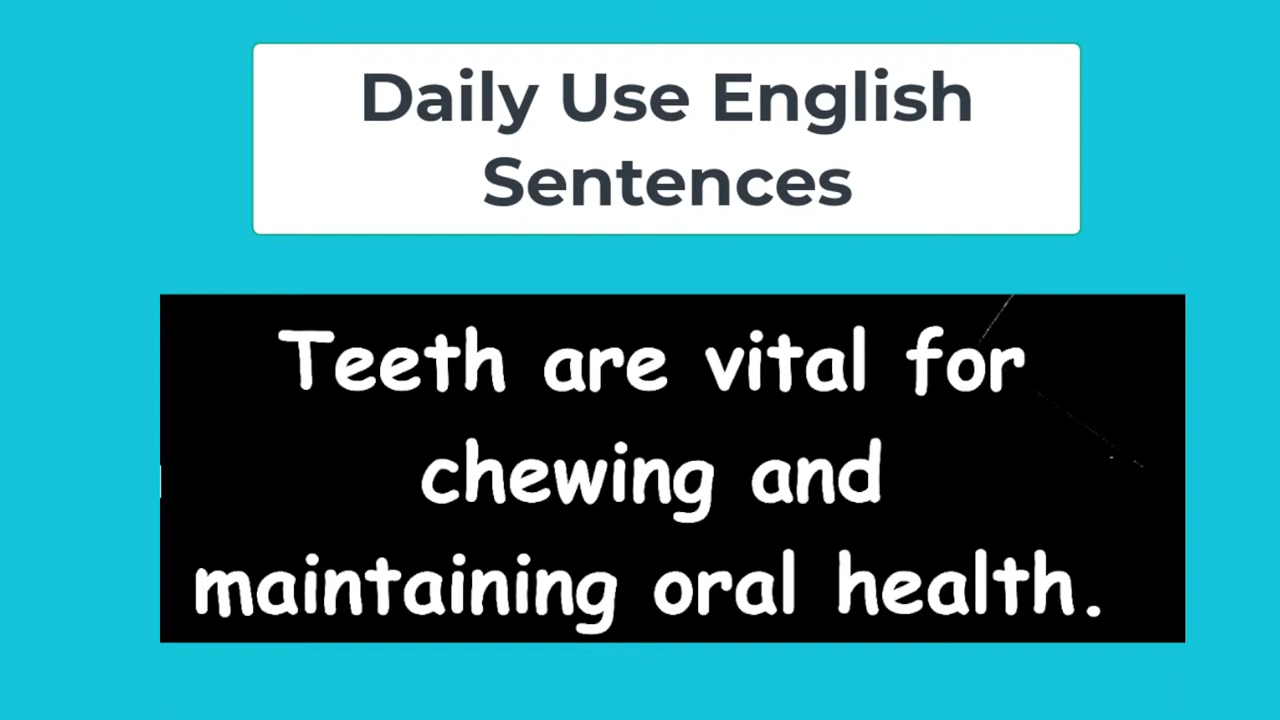 Daily Use English
Sentences
Teeth are vital for
chewing and
maintaining oral health.